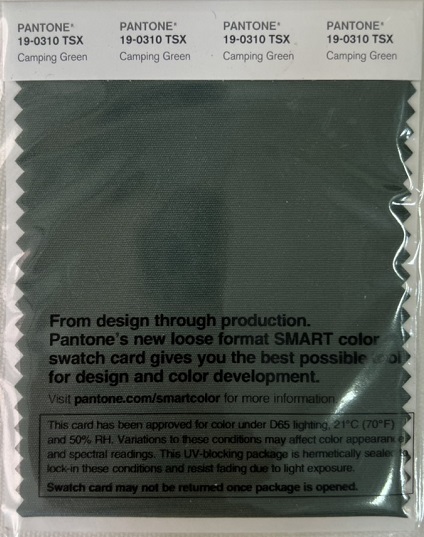 PANTONE® PANTONE® PANTONE® PANTONE®
19-0310 TSX 19-0310 TSX 19-0310 TSX 19-0310 TSX
Camping Green Camping Green Camping Green Camping Green
From design through production.
Pantone's new loose format SMART color
swatch card gives you the best possible
for design and color development.
Visit pantone.com/smartcolor for more information.
This card has been approved for color under D65 lighting, 21°C (70°F)
and 50% RH. Variations to these conditions may affect color appearance
and spectral readings. This UV-blocking package is hermetically sealed
lock-in these conditions and resist fading due to light exposure.
Swatch card may not be returned once package is opened.